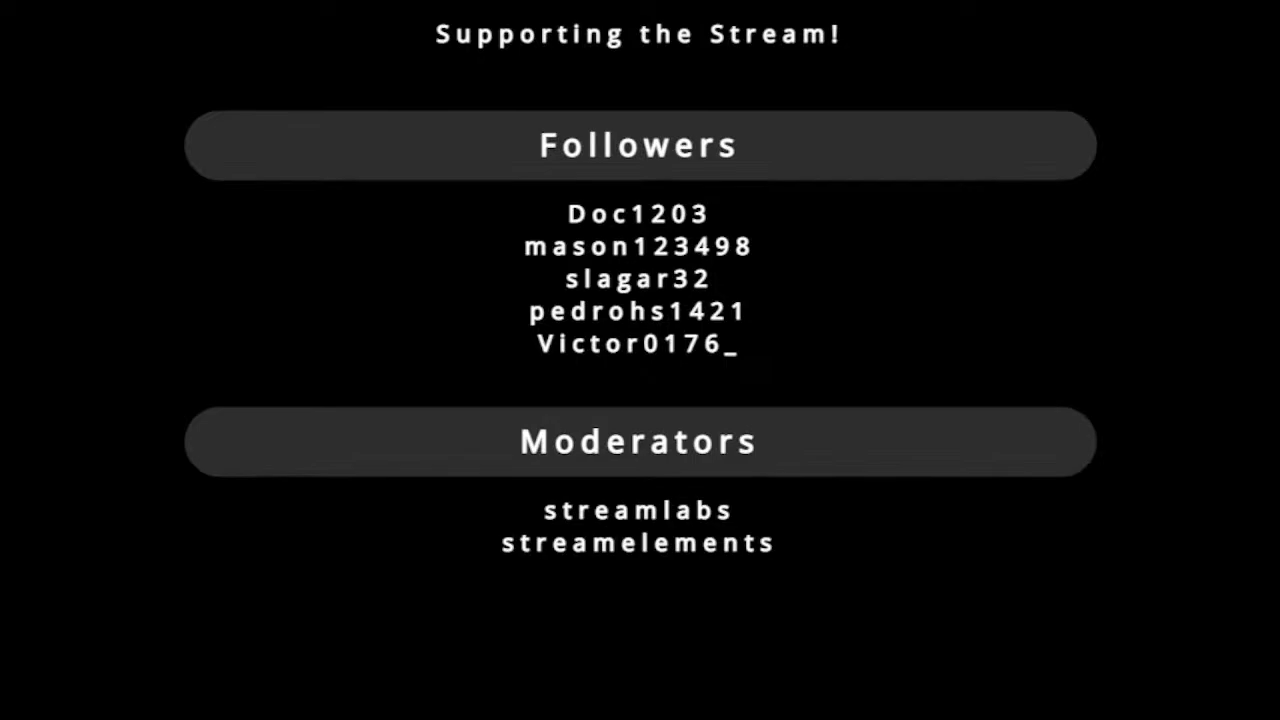 Supporting the Stream!
Followers
Doc1203
mason123498
slagar32
pedrohs1421
Victor0176_
Moderators
streamlabs
streamelements